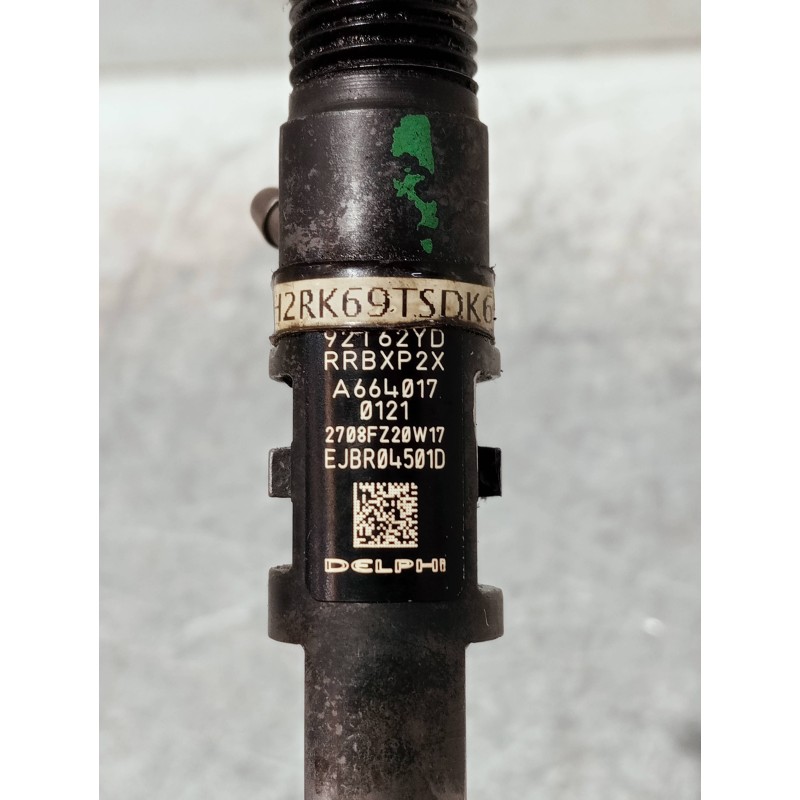 H2RK69TSDK6
92T62YD
RRBXP2X
A664017
0121
2708FZ20W17
EJBR04501D
DELPHI